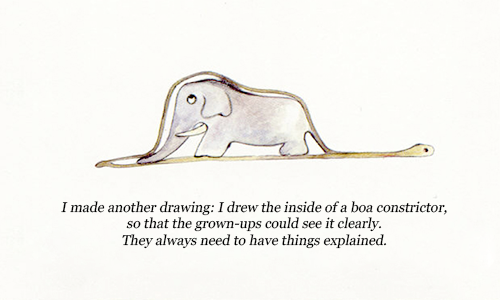 I made another drawing: I drew the inside of a boa constrictor,
so that the grown-ups could see it clearly.
They always need to have things explained.